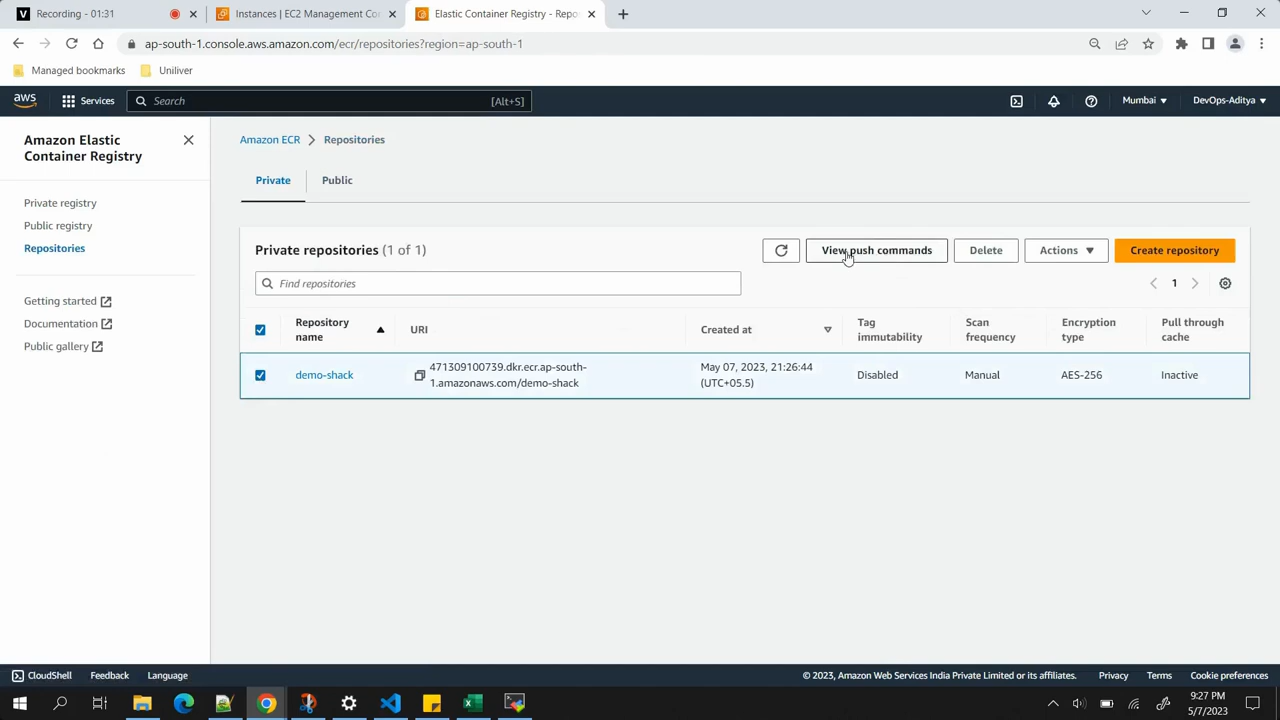 Recording - 01:31
Instances | EC2 Management Co
Elastic Container Registry - Repo
ap-south-1.console.aws.amazon.com/ecr/repositories?region=ap-south-1
Managed bookmarks
Uniliver
aws
Services
Search
[Alt+S]
Mumbai
DevOps-Aditya
Amazon Elastic
Container Registry
Private registry
Public registry
Repositories
Getting started
Documentation
Public gallery
Amazon ECR
Repositories
Private
Public
Private repositories (1 of 1)
View push commands
Delete
Actions
Create repository
Find repositories
1
Repository
name
URI
Created at
Tag
immutability
Scan
frequency
Encryption
type
Pull through
cache
demo-shack
471309100739.dkr.ecr.ap-south-
1.amazonaws.com/demo-shack
May 07, 2023, 21:26:44
(UTC+05.5)
Disabled
Manual
AES-256
Inactive
CloudShell
Feedback
Language
© 2023, Amazon Web Services India Private Limited or its affiliates.
Privacy
Terms
Cookie preferences
9:27 PM
5/7/2023